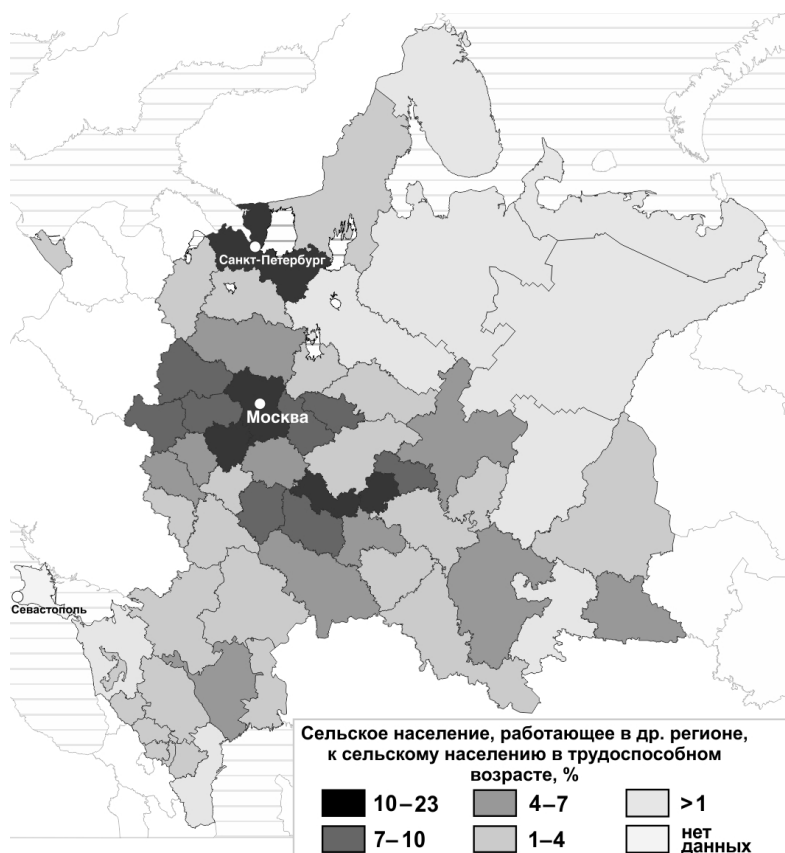 Санкт-Петербург
Москва
Севастополь
Сельское население, работающее в др. регионе,
к сельскому населению в трудоспособном
возрасте, %
10–23
4–7
>1
7–10
1–4
нет
данных